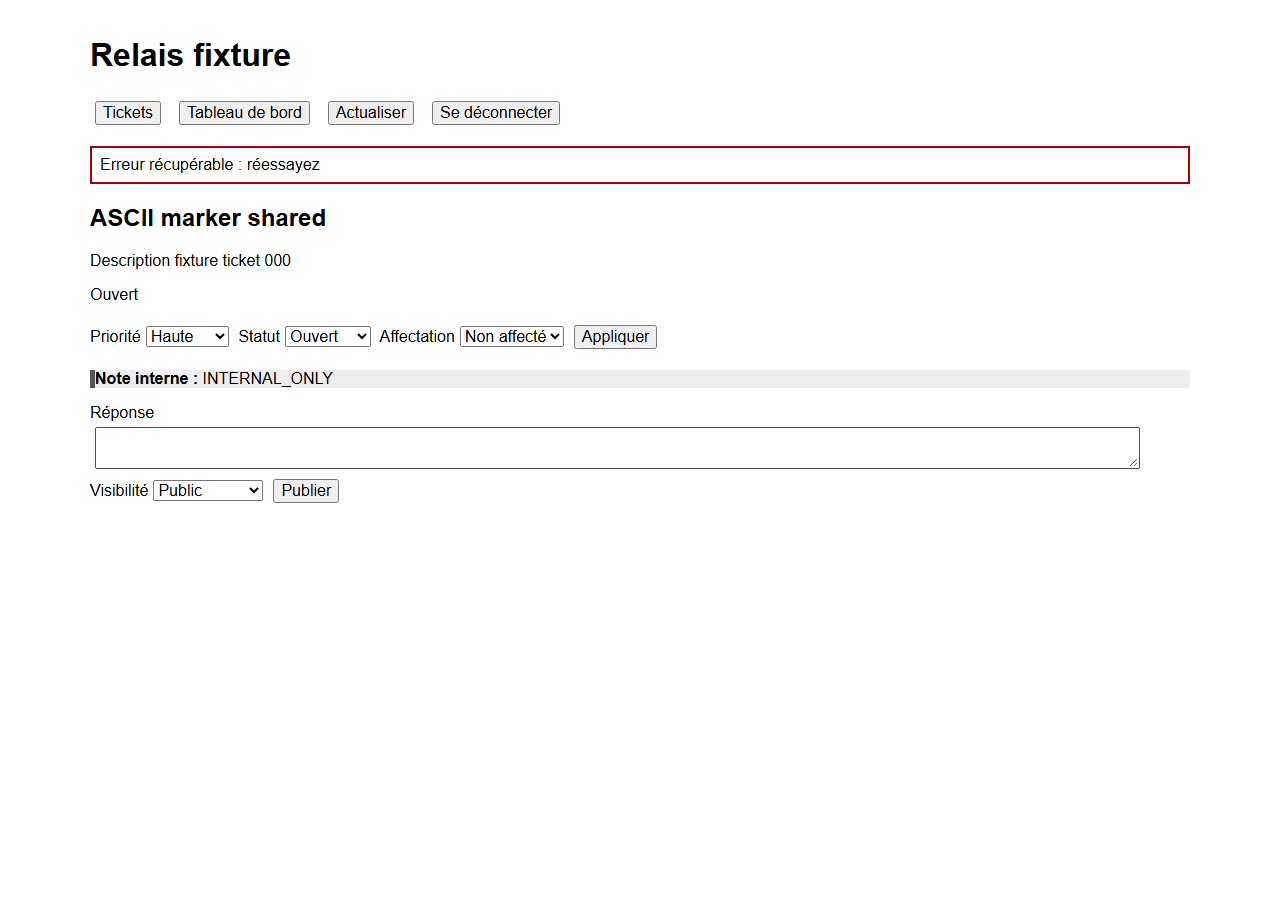 Relais fixture
Tickets Tableau de bord Actualiser Se déconnecter
Erreur récupérable : réessayez
ASCII marker shared
Description fixture ticket 000
Ouvert
Priorité Haute Statut Ouvert Affectation Non affecté Appliquer
Note interne : INTERNAL_ONLY
Réponse
Visibilité Public Publier